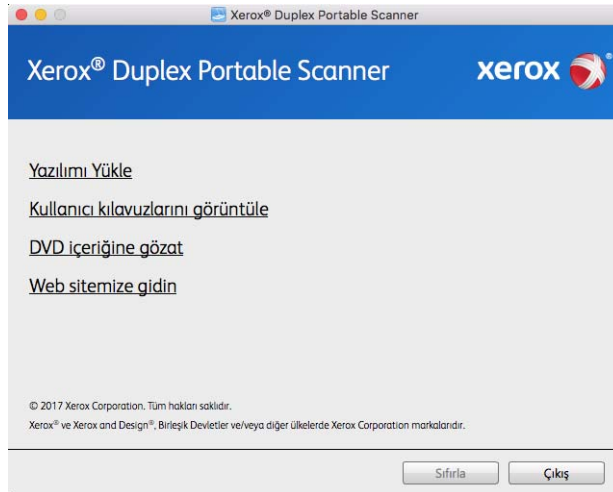 Xerox® Duplex Portable Scanner
Xerox® Duplex Portable Scanner
xerox ®
Yazılımı Yükle
Kullanıcı kılavuzlarını görüntüle
DVD içeriğine gözat
Web sitemize gidin
© 2017 Xerox Corporation. Tüm hakları saklıdır.
Xerox® ve Xerox and Design®, Birleşik Devletler ve/veya diğer ülkelerde Xerox Corporation markalarıdır.
Sıfırla Çıkış